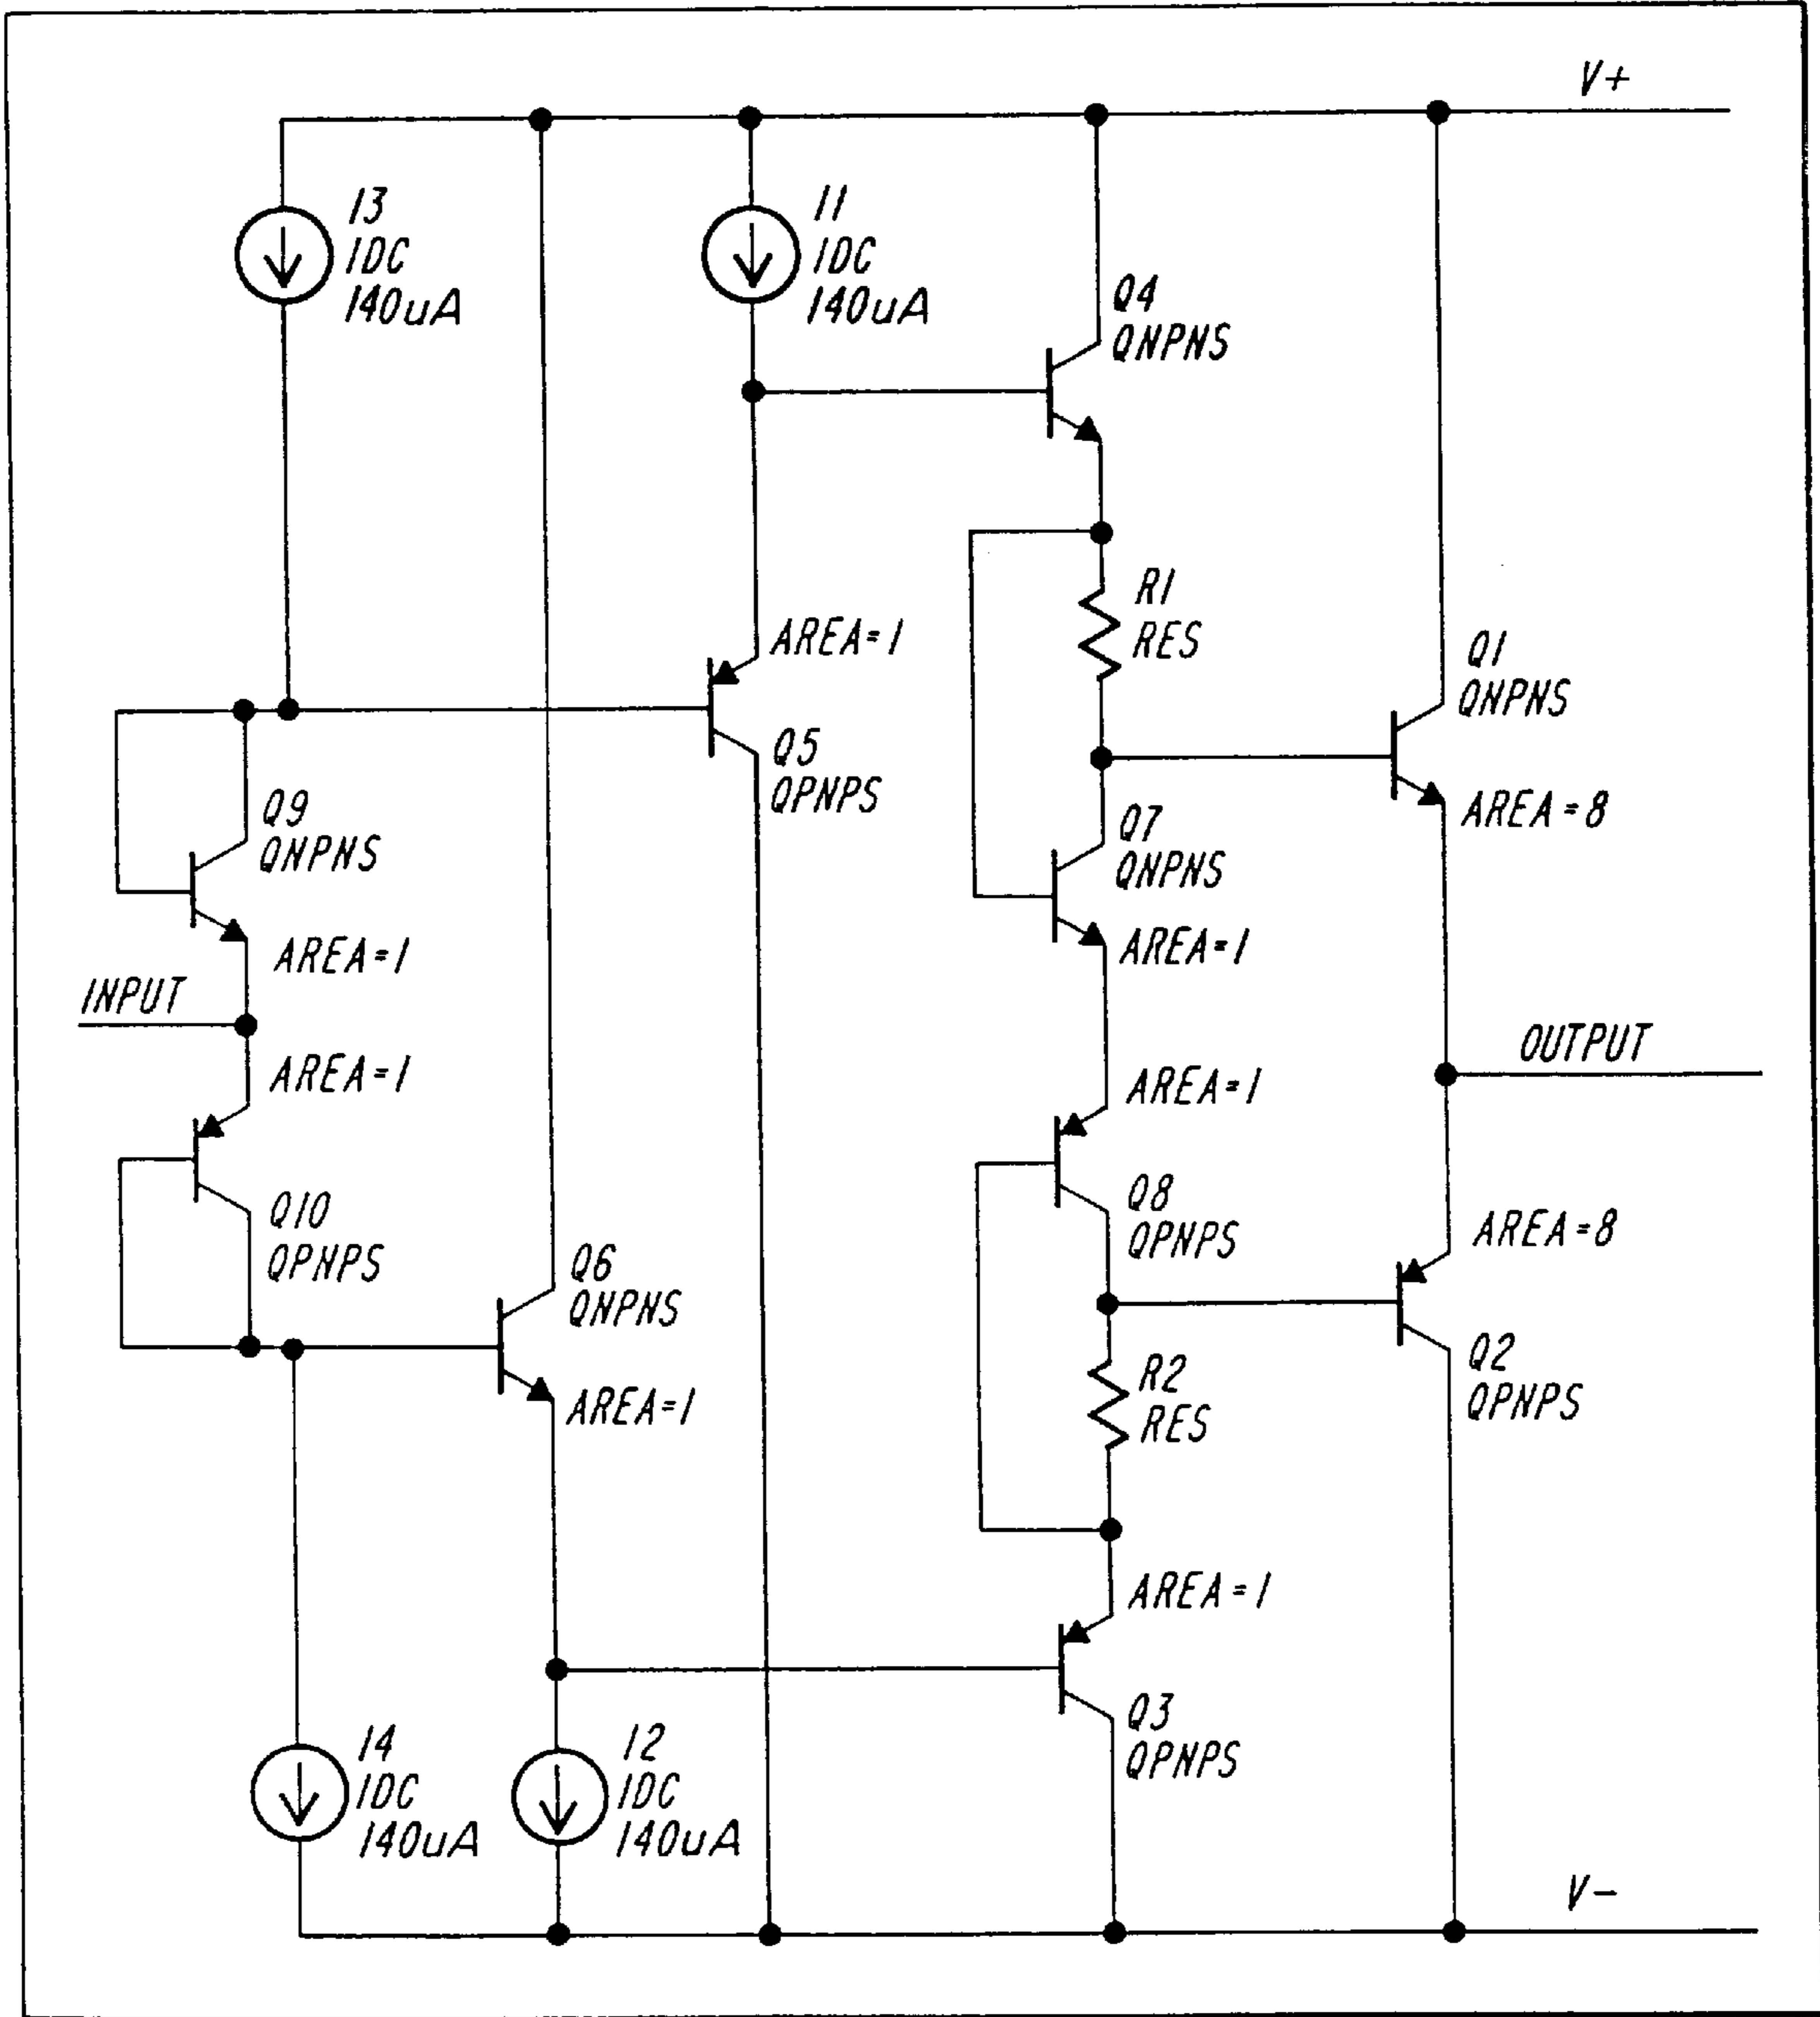 V+
I3
IDC
140uA
I1
IDC
140uA
Q4
QNPNS
R1
RES
AREA=1
Q1
QNPNS
Q5
QPNPS
Q9
QNPNS
AREA=8
Q7
QNPNS
AREA=1
AREA=1
INPUT
OUTPUT
AREA=1
AREA=1
Q10
QPNPS
Q8
QPNPS
AREA=8
Q6
QNPNS
Q2
QPNPS
R2
RES
AREA=1
AREA=1
Q3
QPNPS
I4
IDC
140uA
I2
IDC
140uA
V-